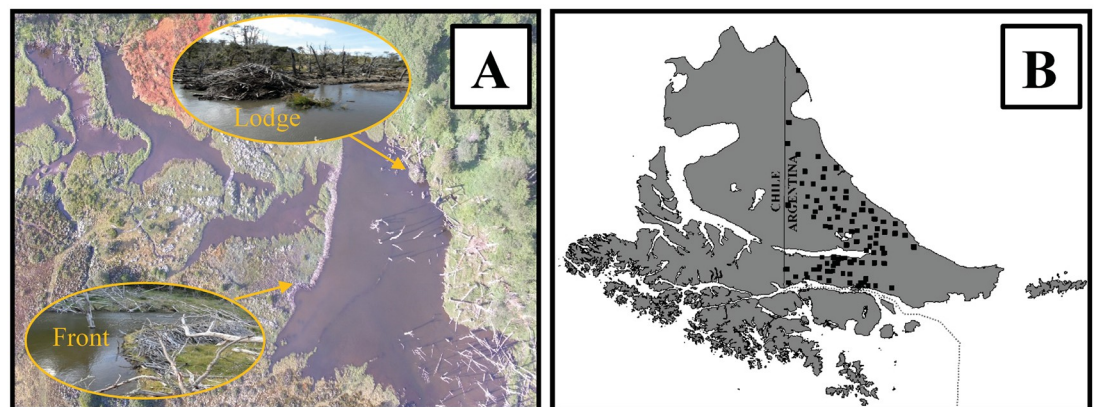 A
Lodge
Front
B
CHILE
ARGENTINA